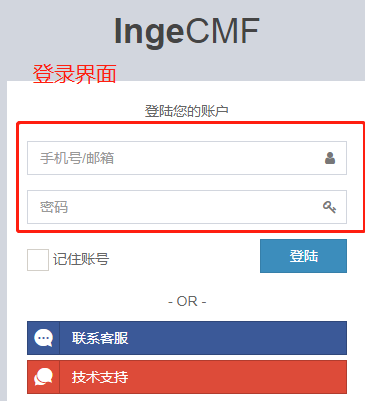 IngeCMF
登录界面
登陆您的账户
手机号/邮箱
密码
记住账号
登陆
- OR -
联系客服
技术支持